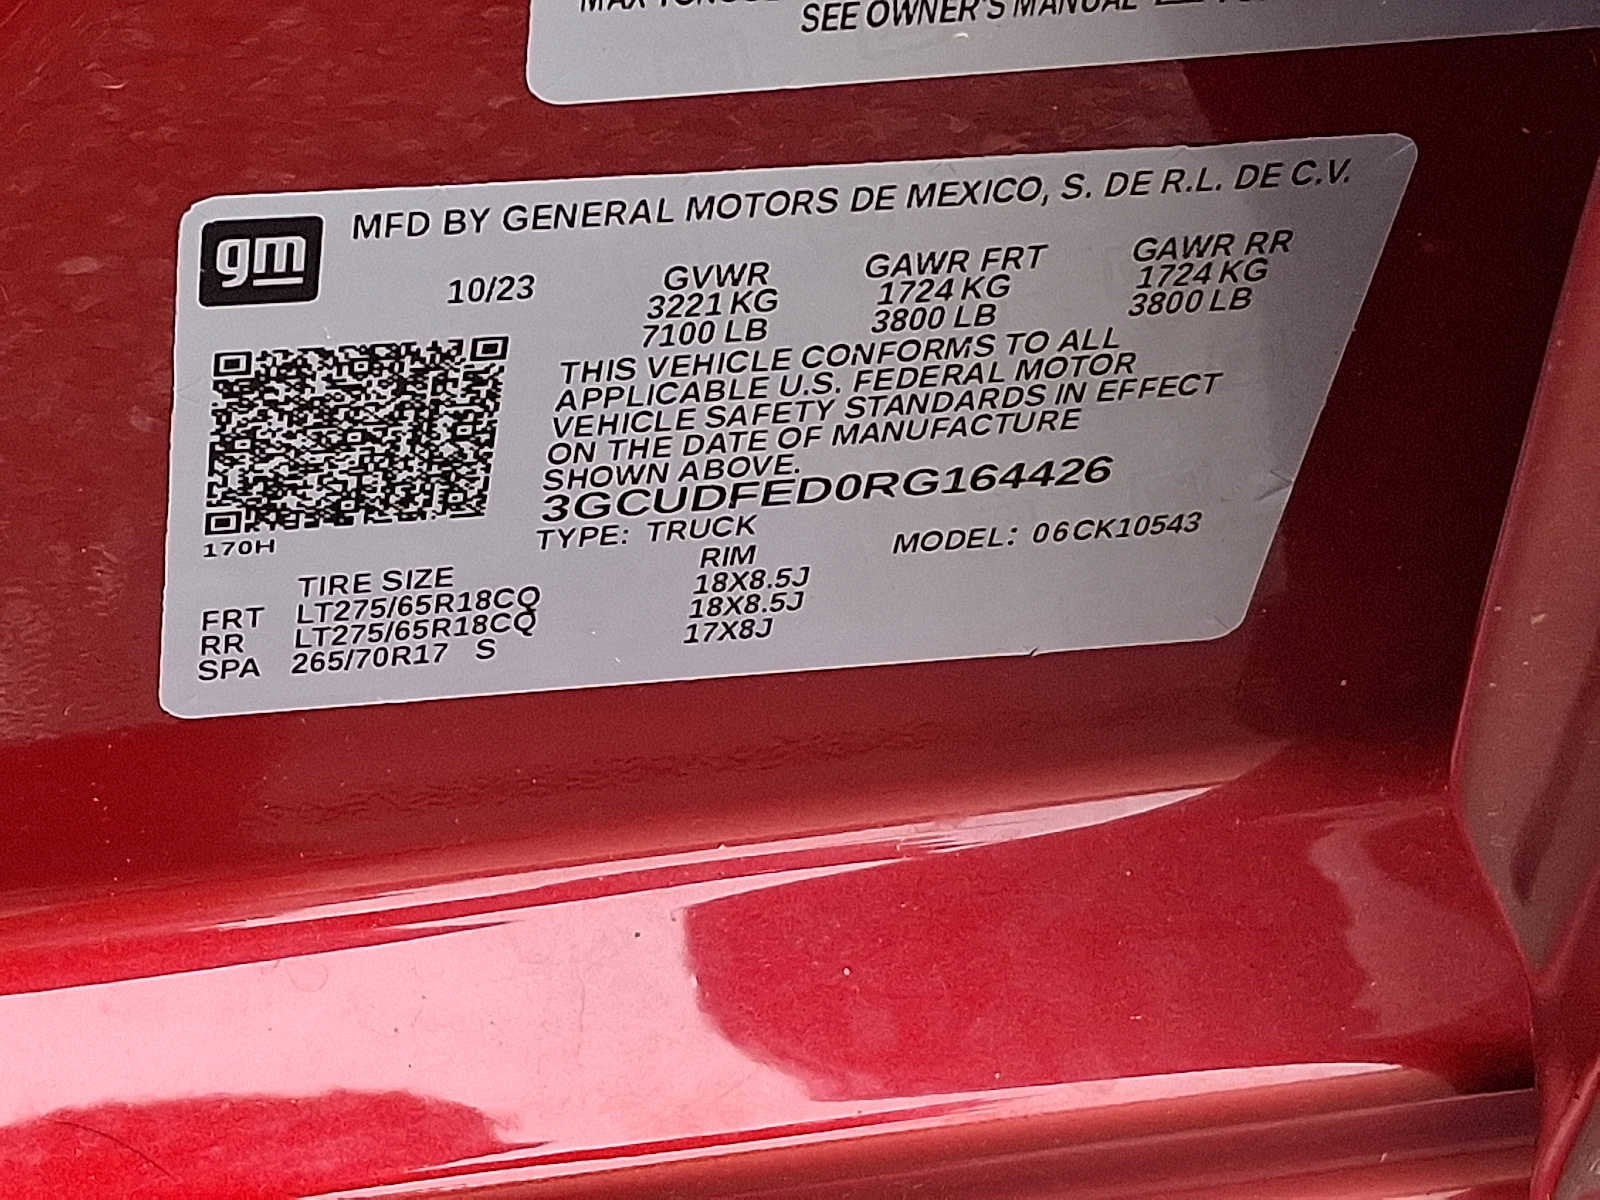 SEE OWNER'S MANUAL
gm MFD BY GENERAL MOTORS DE MEXICO, S. DE R.L. DE C.V.
10/23 GVWR GAWR FRT GAWR RR
3221 KG 1724 KG 1724 KG
7100 LB 3800 LB 3800 LB
THIS VEHICLE CONFORMS TO ALL
APPLICABLE U.S. FEDERAL MOTOR
VEHICLE SAFETY STANDARDS IN EFFECT
ON THE DATE OF MANUFACTURE
SHOWN ABOVE.
3GCUDFED0RG164426
170H
TYPE: TRUCK MODEL: 06CK10543
TIRE SIZE RIM
FRT LT275/65R18CQ 18X8.5J
RR LT275/65R18CQ 18X8.5J
SPA 265/70R17 S 17X8J